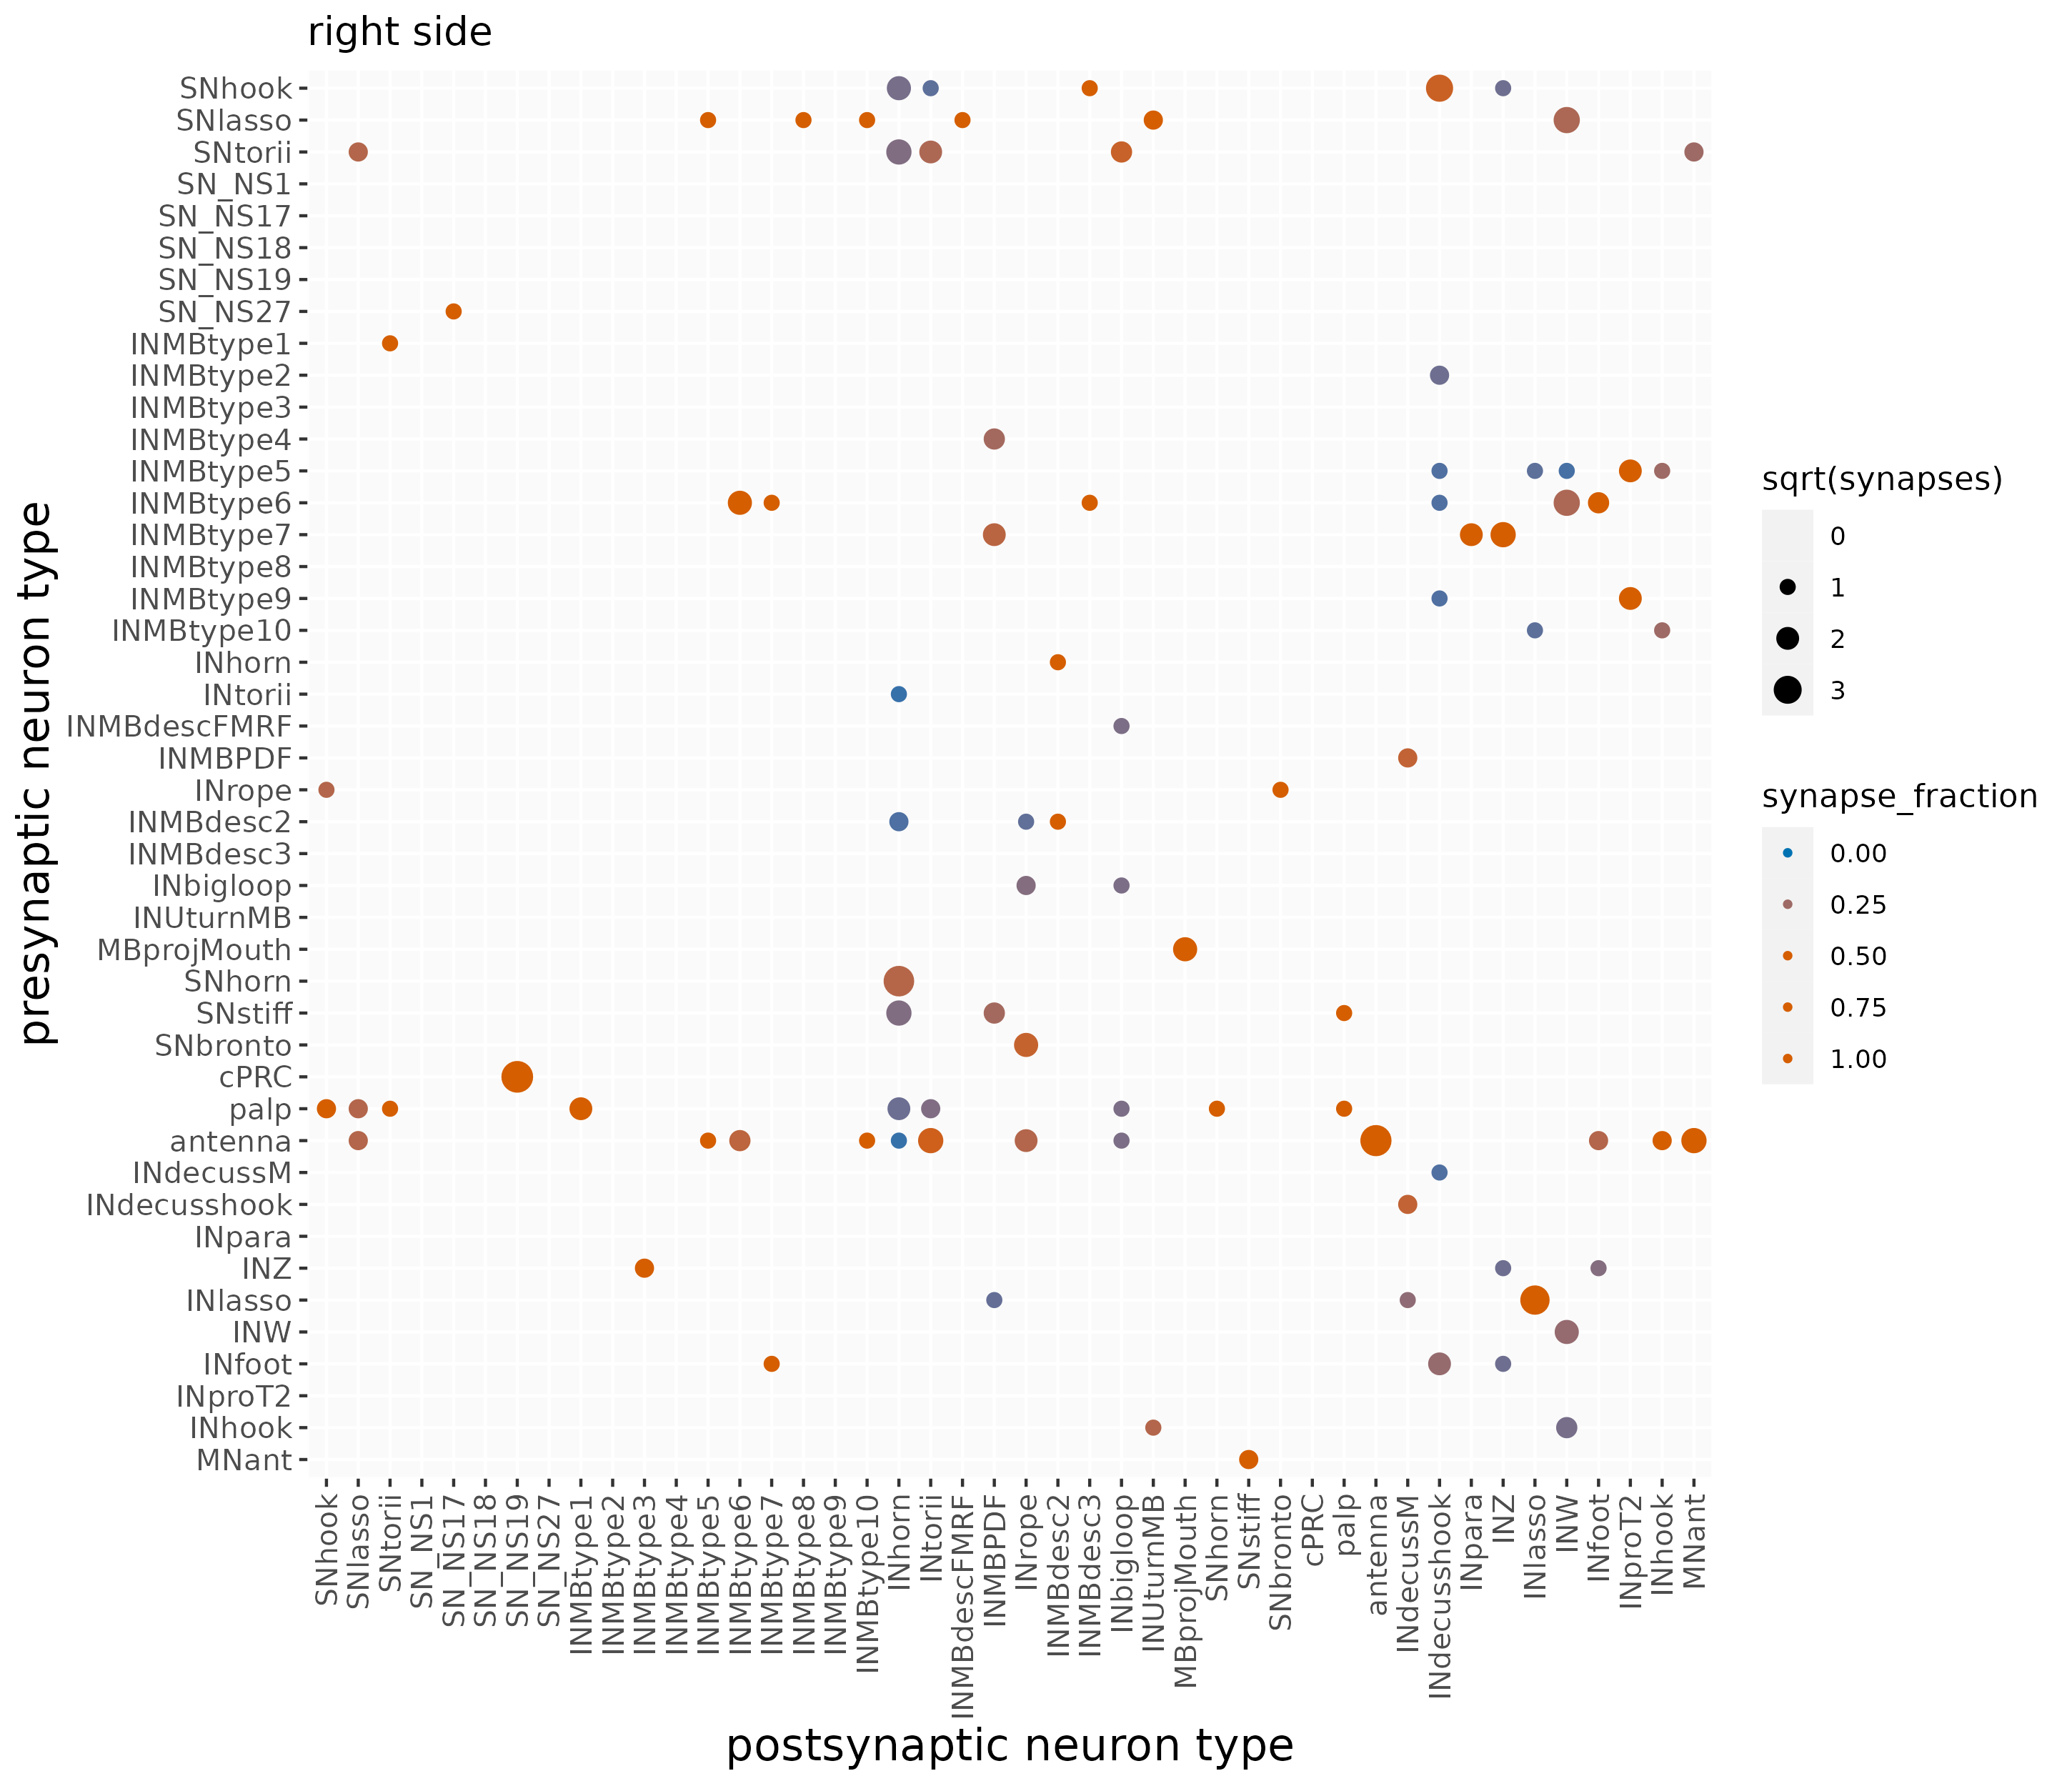 right side
presynaptic neuron type
SNhook
SNlasso
SNtorii
SN_NS1
SN_NS17
SN_NS18
SN_NS19
SN_NS27
INMBtype1
INMBtype2
INMBtype3
INMBtype4
INMBtype5
INMBtype6
INMBtype7
INMBtype8
INMBtype9
INMBtype10
INhorn
INtorii
INMBdescFMRF
INMBPDF
INrope
INMBdesc2
INMBdesc3
INbigloop
INUturnMB
MBprojMouth
SNhorn
SNstiff
SNbronto
cPRC
palp
antenna
INdecussM
INdecusshook
INpara
INZ
INlasso
INW
INfoot
INproT2
INhook
MNant
SNhook
SNlasso
SNtorii
SN_NS1
SN_NS17
SN_NS18
SN_NS19
SN_NS27
INMBtype1
INMBtype2
INMBtype3
INMBtype4
INMBtype5
INMBtype6
INMBtype7
INMBtype8
INMBtype9
INMBtype10
INhorn
INtorii
INMBdescFMRF
INMBPDF
INrope
INMBdesc2
INMBdesc3
INbigloop
INUturnMB
MBprojMouth
SNhorn
SNstiff
SNbronto
cPRC
palp
antenna
INdecussM
INdecusshook
INpara
INZ
INlasso
INW
INfoot
INproT2
INhook
MNant
postsynaptic neuron type
sqrt(synapses)
0
1
2
3
synapse_fraction
0.00
0.25
0.50
0.75
1.00